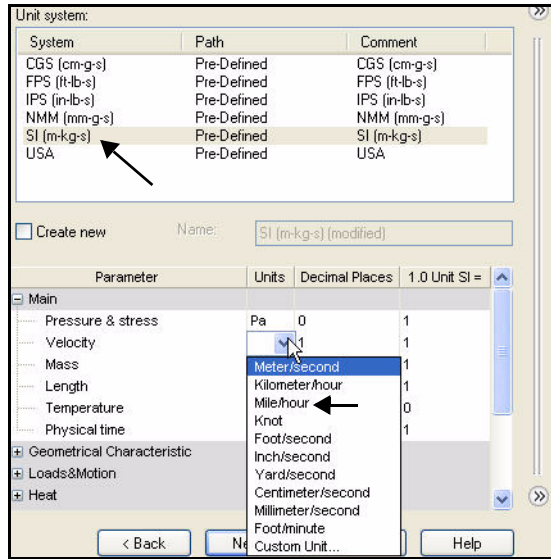 Unit system:
System Path Comment
CGS (cm-g-s) Pre-Defined CGS (cm-g-s)
FPS (ft-lb-s) Pre-Defined FPS (ft-lb-s)
IPS (in-lb-s) Pre-Defined IPS (in-lb-s)
NMM (mm-g-s) Pre-Defined NMM (mm-g-s)
SI (m-kg-s) Pre-Defined SI (m-kg-s)
USA Pre-Defined USA
Create new Name: SI (m-kg-s) (modified)
Parameter Units Decimal Places 1.0 Unit SI =
Main
Pressure & stress Pa 0 1
Velocity 1 1
Mass 1
Length 1
Temperature 0
Physical time 1
Geometrical Characteristic
Loads&Motion
Heat
Meter/second
Kilometer/hour
Mile/hour
Knot
Foot/second
Inch/second
Yard/second
Centimeter/second
Millimeter/second
Foot/minute
Custom Unit...
< Back Ne Help